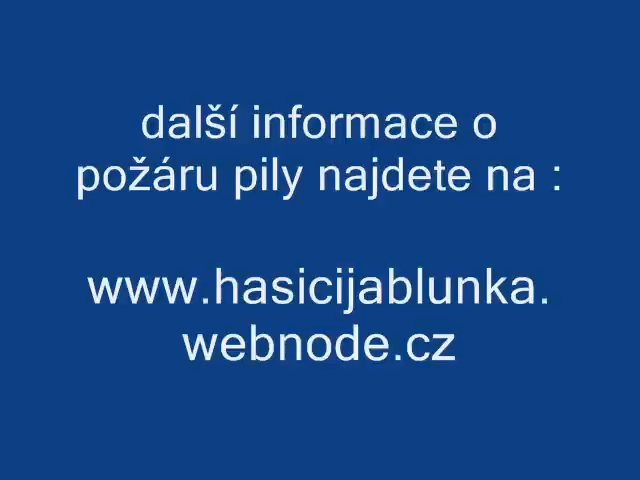 další informace o
požáru pily najdete na :
www.hasicijablunka.
webnode.cz